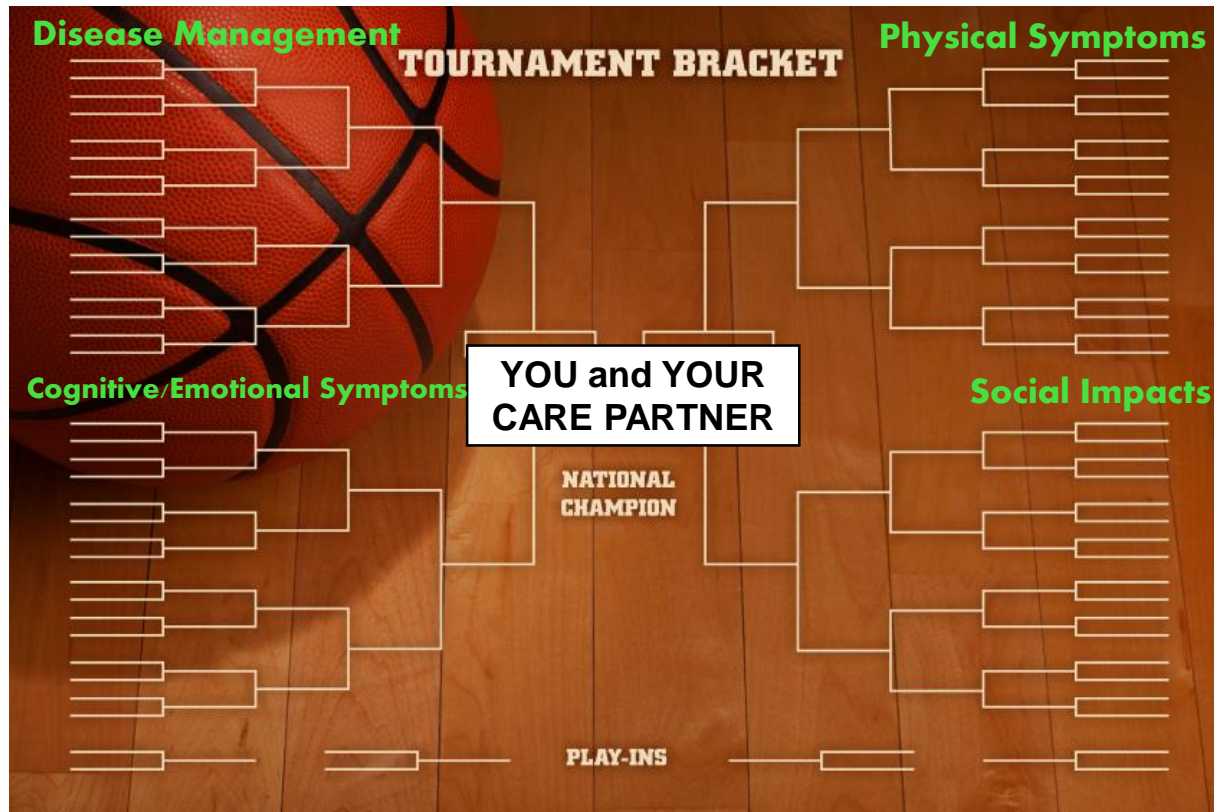 Disease Management
Physical Symptoms
TOURNAMENT BRACKET
Cognitive/Emotional Symptoms
YOU and YOUR
CARE PARTNER
Social Impacts
NATIONAL
CHAMPION
PLAY-INS